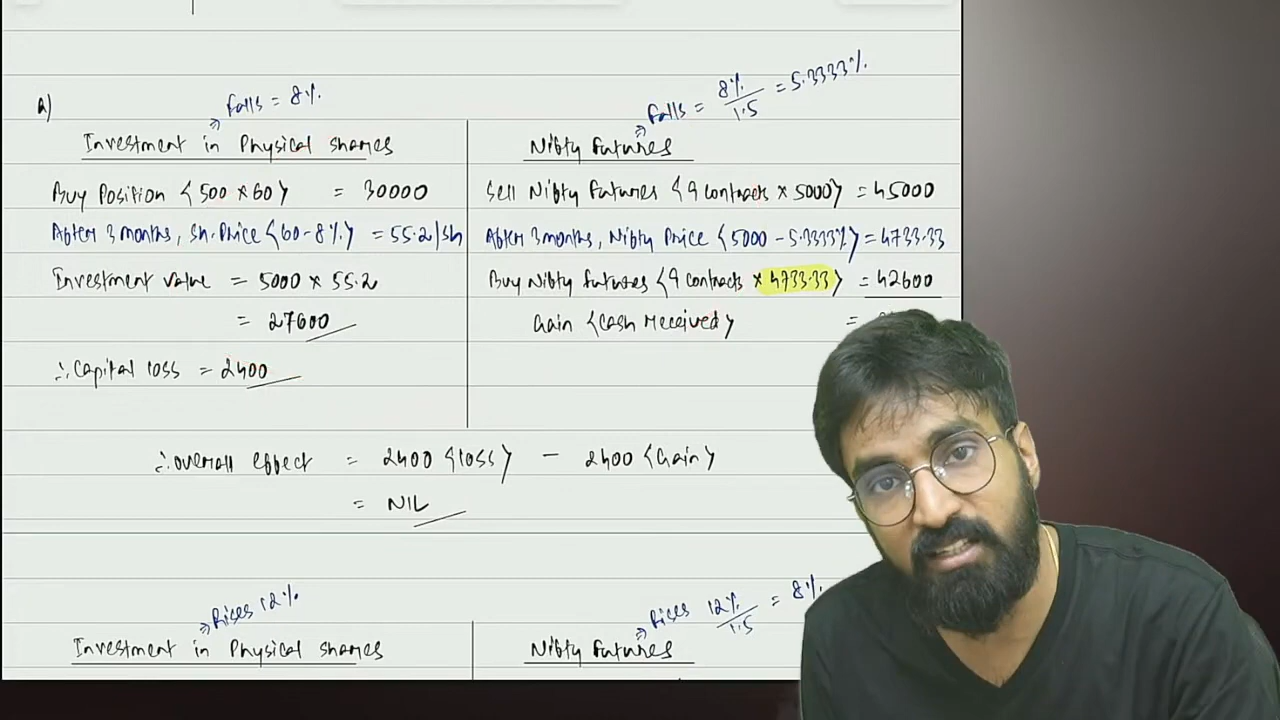 a)
Falls = 8%
Investment in Physical shares
Buy Position {500 × 60} = 30000
After 3 months, Sh. Price {60 - 8%} = 55.2/sh
Investment value = 5000 × 55.2
= 27600
∴ Capital loss = 2400
Falls = 8% / 1.5 = 5.3333%
Nifty Futures
Sell Nifty Futures {9 contracts × 5000} = 45000
After 3 months, Nifty Price {5000 - 5.3333%} = 4733.33
Buy Nifty futures {9 contracts × 4733.33} = 42600
Gain {Cash received} =
∴ Overall effect = 2400 {loss} - 2400 {Gain}
= NIL
Rises 12%
Investment in Physical shares
Rises 12% / 1.5 = 8%
Nifty Futures